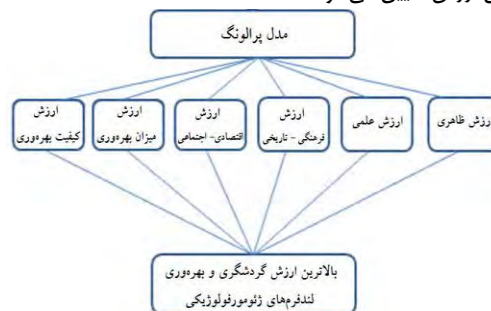 مدل پرالونگ
ارزش ظاهری
ارزش علمی
ارزش
فرهنگی - تاریخی
ارزش
اقتصادی- اجتماعی
ارزش
میزان بهره‌وری
ارزش
کیفیت بهره‌وری
بالاترین ارزش گردشگری و بهره‌وری
لندفرم‌های ژئومورفولوژیکی